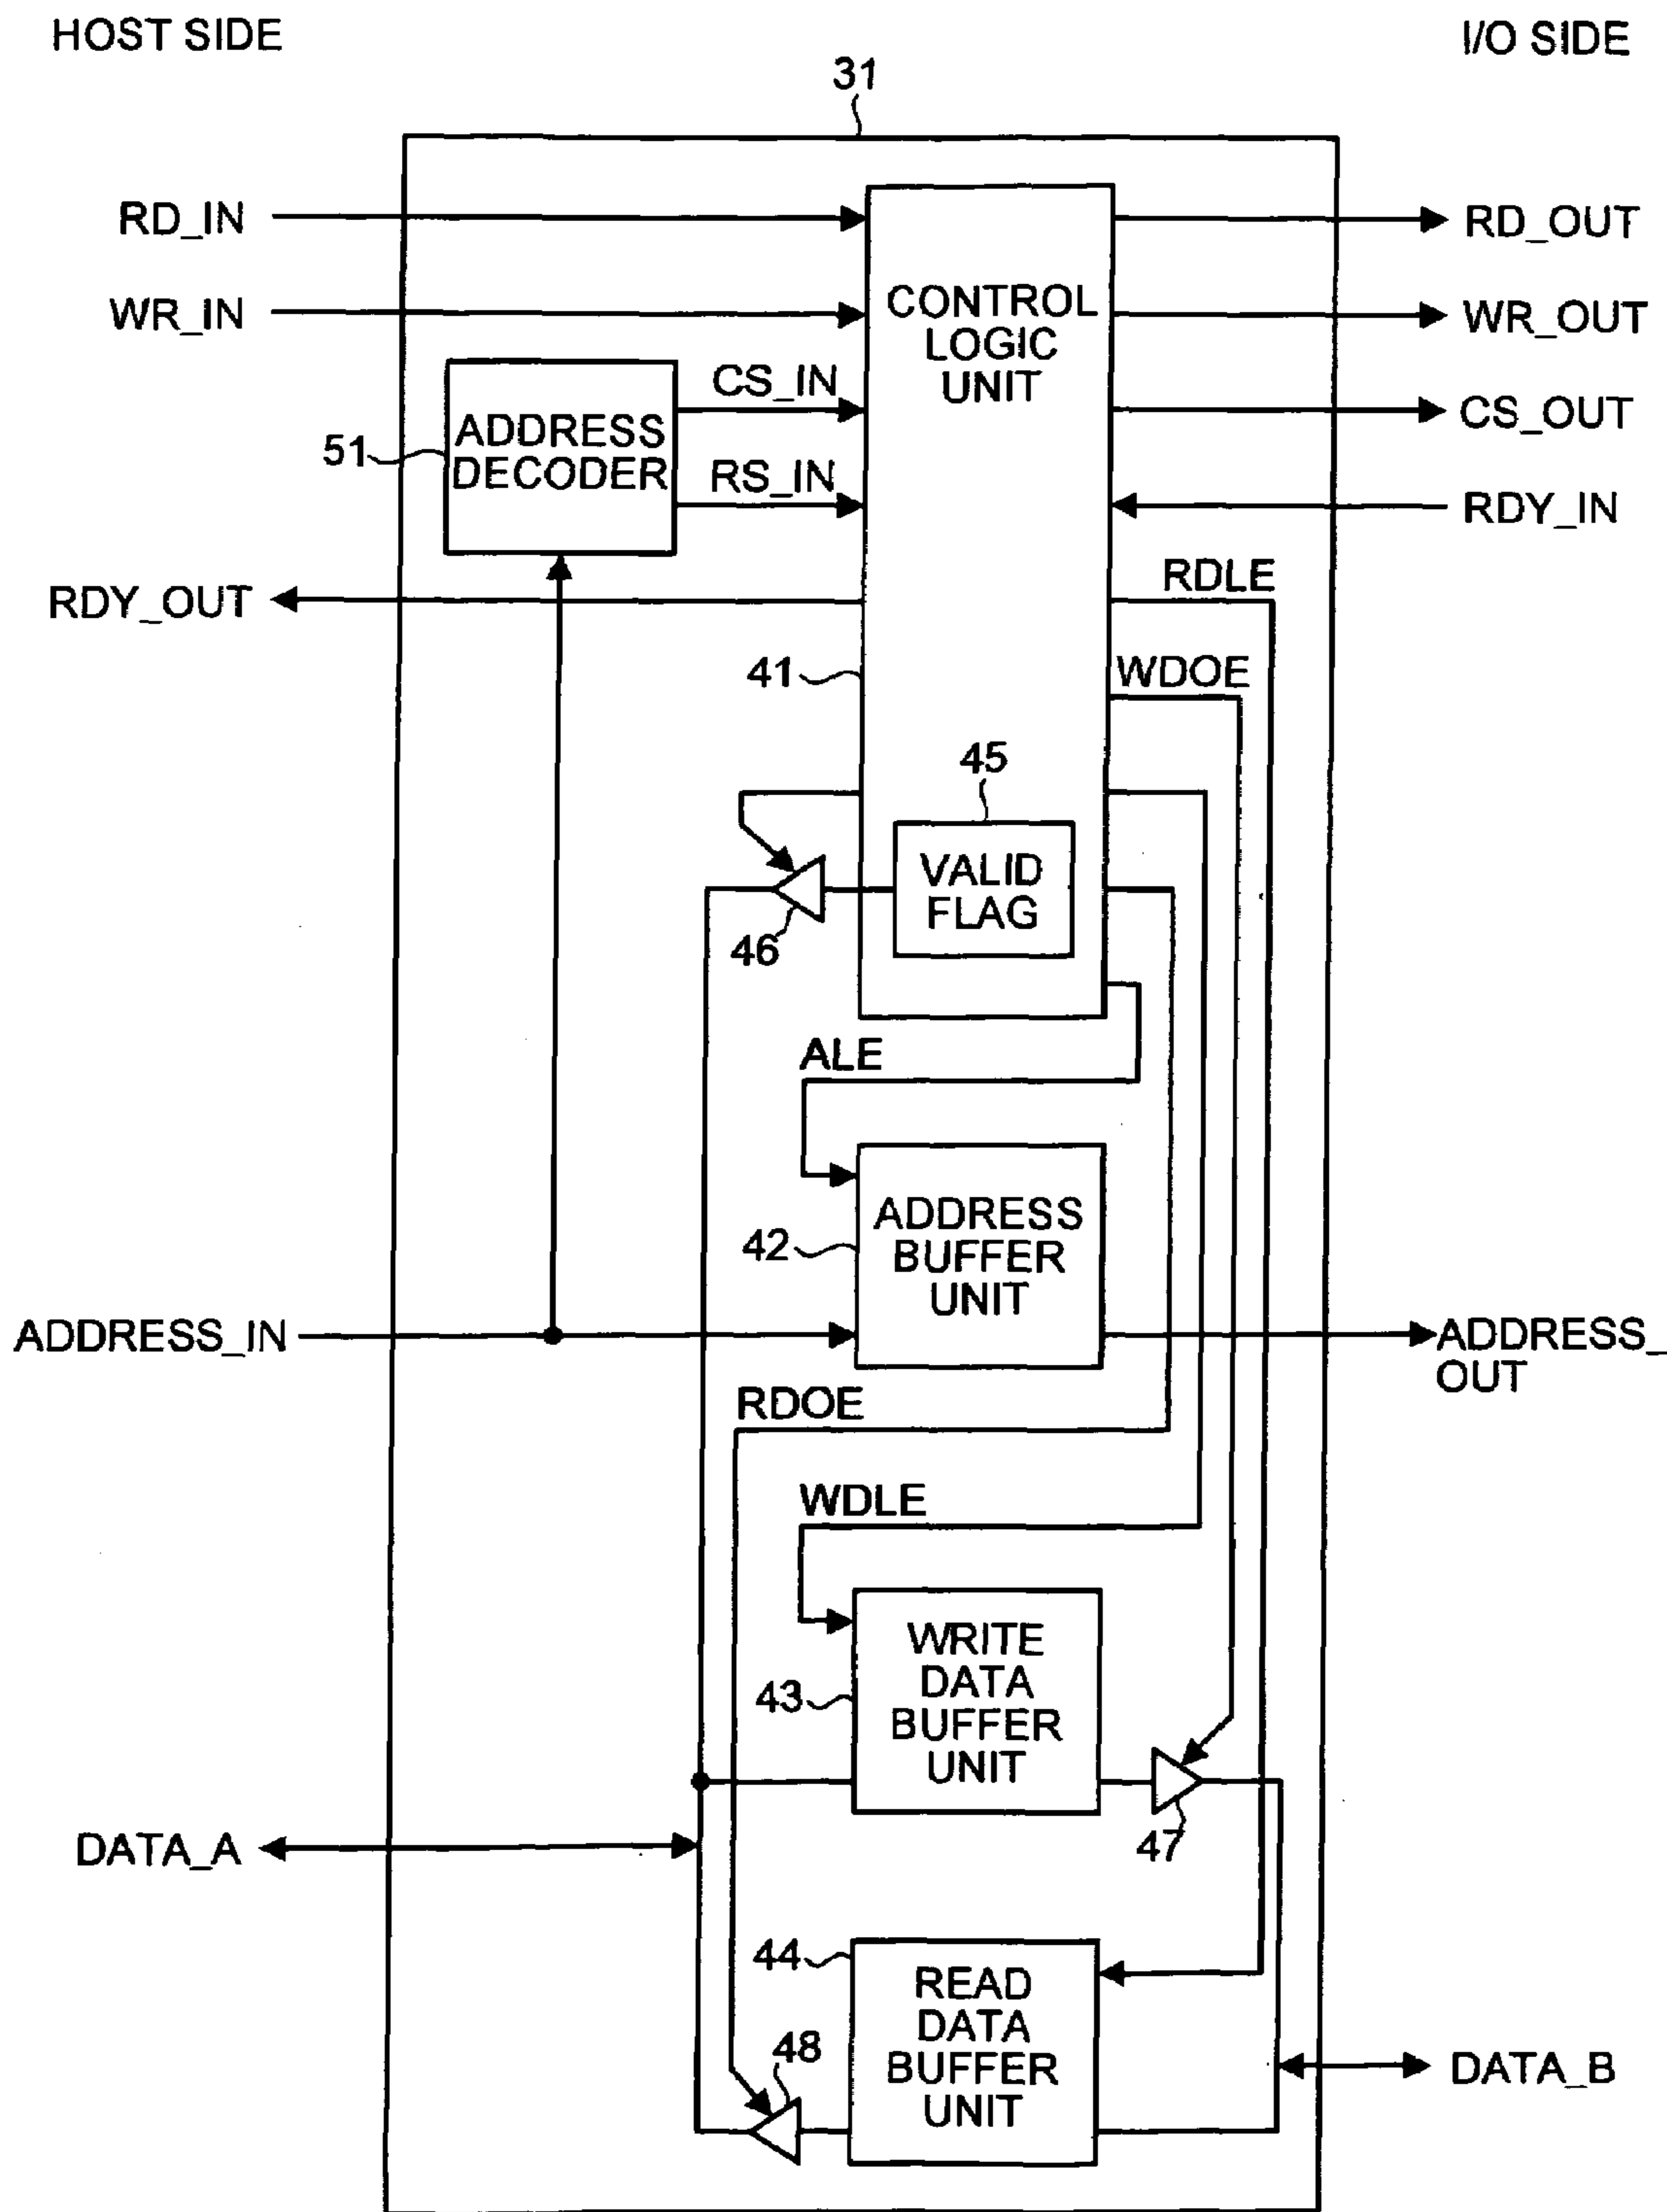 HOST SIDE
I/O SIDE
31
RD_IN
RD_OUT
WR_IN
CONTROL
LOGIC
UNIT
WR_OUT
CS_IN
CS_OUT
51
ADDRESS
DECODER
RS_IN
RDY_IN
RDY_OUT
RDLE
41
WDOE
45
VALID
FLAG
46
ALE
42
ADDRESS
BUFFER
UNIT
ADDRESS_IN
ADDRESS_
OUT
RDOE
WDLE
43
WRITE
DATA
BUFFER
UNIT
47
DATA_A
44
READ
DATA
BUFFER
UNIT
48
DATA_B